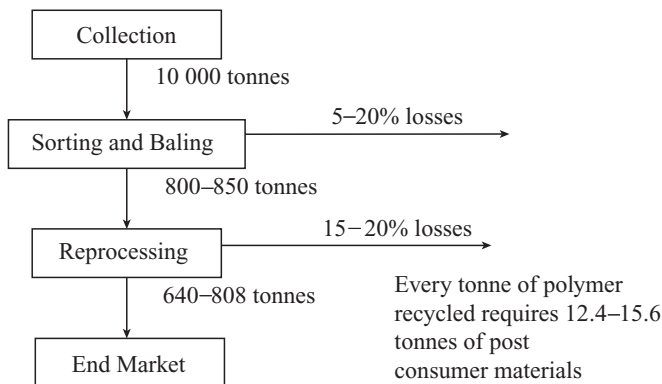 Collection
10 000 tonnes
5–20% losses
Sorting and Baling
800–850 tonnes
15–20% losses
Reprocessing
640–808 tonnes
Every tonne of polymer
recycled requires 12.4–15.6
tonnes of post
consumer materials
End Market